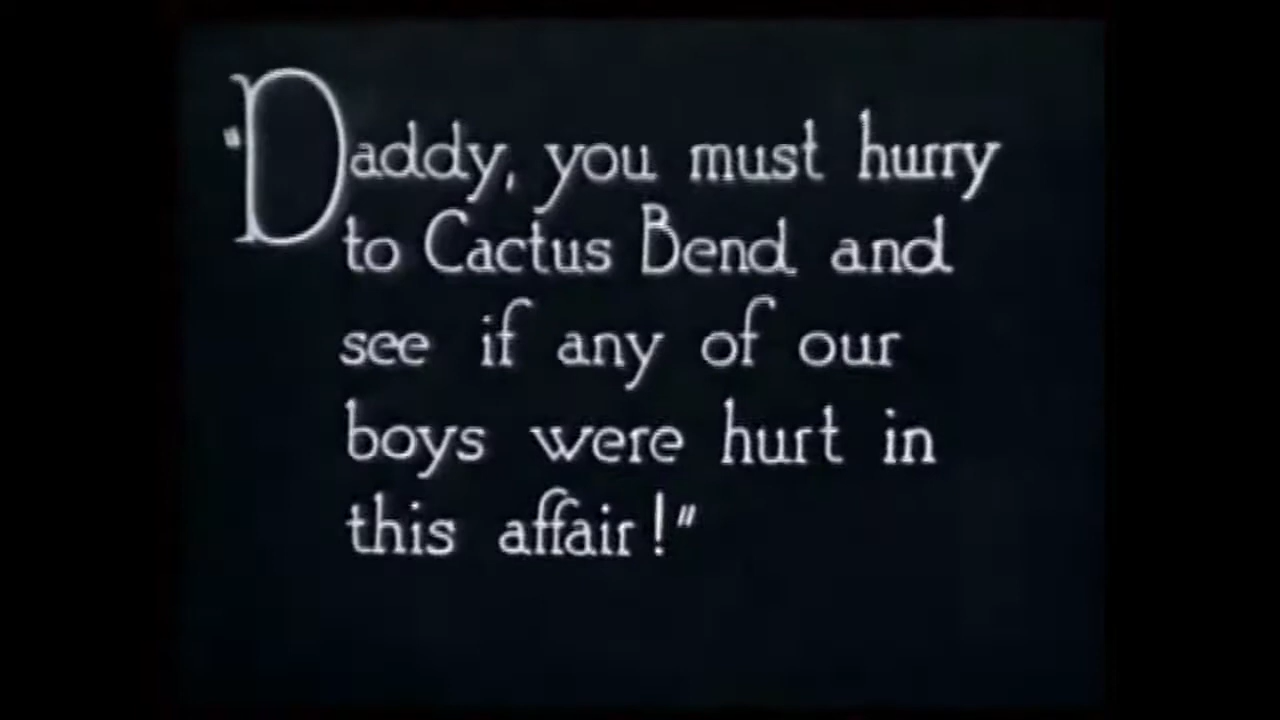 "Daddy, you must hurry
to Cactus Bend and
see if any of our
boys were hurt in
this affair!"